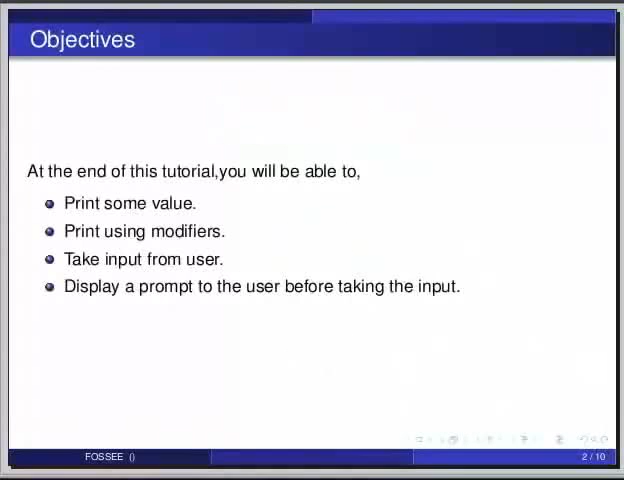 Objectives
At the end of this tutorial,you will be able to,
Print some value.
Print using modifiers.
Take input from user.
Display a prompt to the user before taking the input.
FOSSEE ()
2 / 10